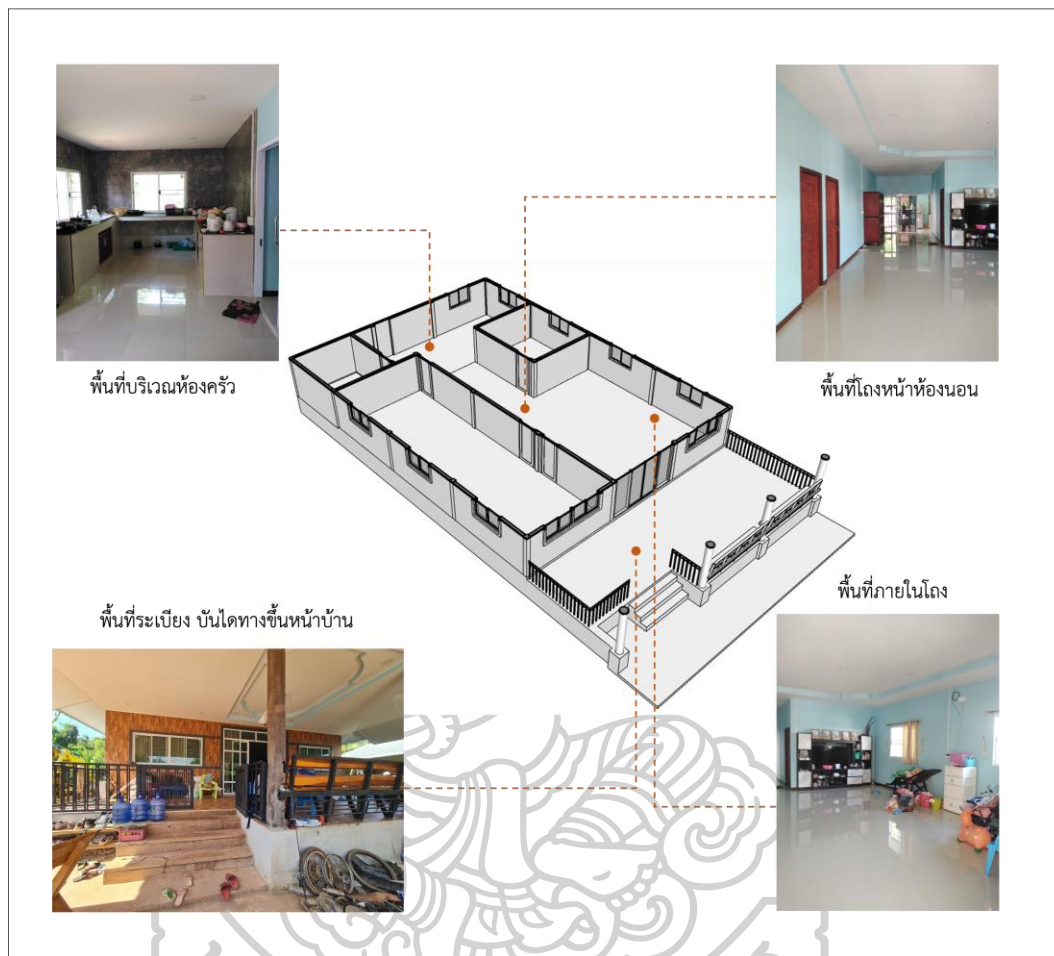 พื้นที่บริเวณห้องครัว
พื้นที่โถงหน้าห้องนอน
พื้นที่ระเบียง บันไดทางขึ้นหน้าบ้าน
พื้นที่ภายในโถง